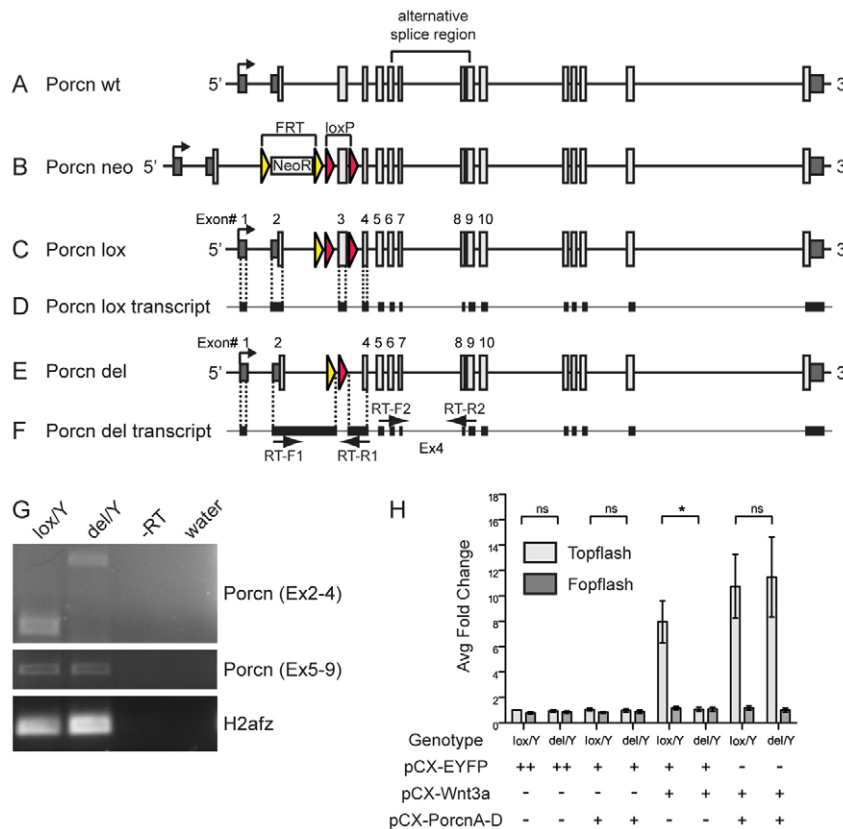 alternative
splice region
A Porcn wt 5’ 3
FRT loxP
B Porcn neo 5’ NeoR
Exon# 1 2 3 4 5 6 7 8 9 10
C Porcn lox 5’ 3
D Porcn lox transcript
Exon# 1 2 4 5 6 7 8 9 10
E Porcn del 5’ 3
RT-F2 RT-R2
F Porcn del transcript
RT-F1 RT-R1 Ex4
G lox/Y del/Y -RT water
Porcn (Ex2-4)
Porcn (Ex5-9)
H2afz
H
Avg Fold Change
18
16
14
12
10
8
6
4
2
0
ns ns * ns
Topflash
Fopflash
Genotype lox/Y del/Y lox/Y del/Y lox/Y del/Y lox/Y del/Y
pCX-EYFP ++ ++ + + + + - -
pCX-Wnt3a - - - - + + + +
pCX-PorcnA-D - - + + - - + +